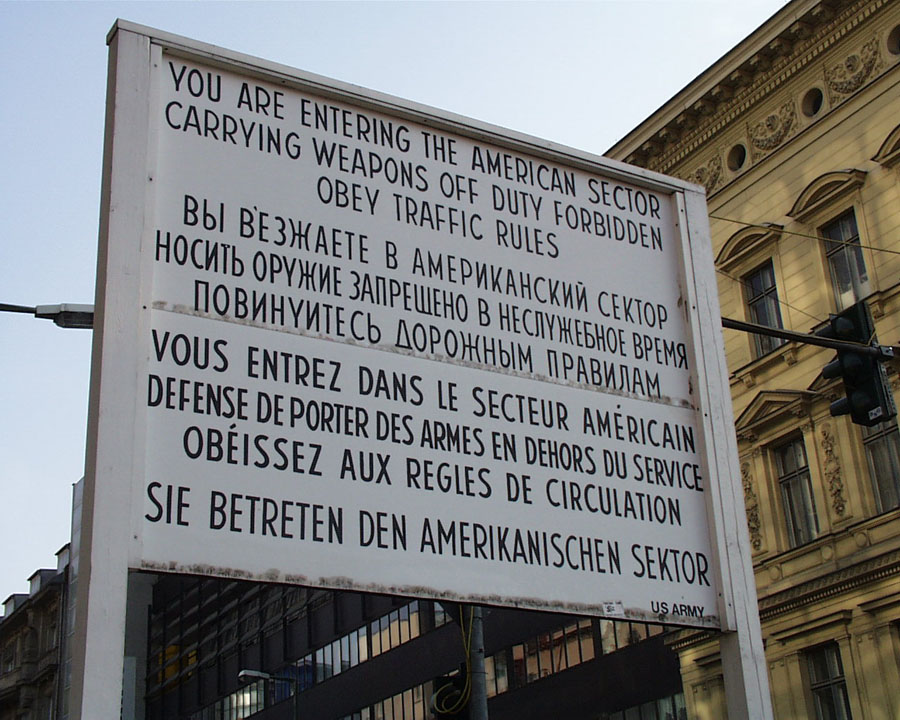 YOU ARE ENTERING THE AMERICAN SECTOR
CARRYING WEAPONS OFF DUTY FORBIDDEN
OBEY TRAFFIC RULES
ВЫ ВЪЕЗЖАЕТЕ В АМЕРИКАНСКИЙ СЕКТОР
НОСИТЬ ОРУЖИЕ ЗАПРЕЩЕНО В НЕСЛУЖЕБНОЕ ВРЕМЯ
ПОВИНУЙТЕСЬ ДОРОЖНЫМ ПРАВИЛАМ
VOUS ENTREZ DANS LE SECTEUR AMÉRICAIN
DEFENSE DE PORTER DES ARMES EN DEHORS DU SERVICE
OBÉISSEZ AUX REGLES DE CIRCULATION
SIE BETRETEN DEN AMERIKANISCHEN SEKTOR
US ARMY